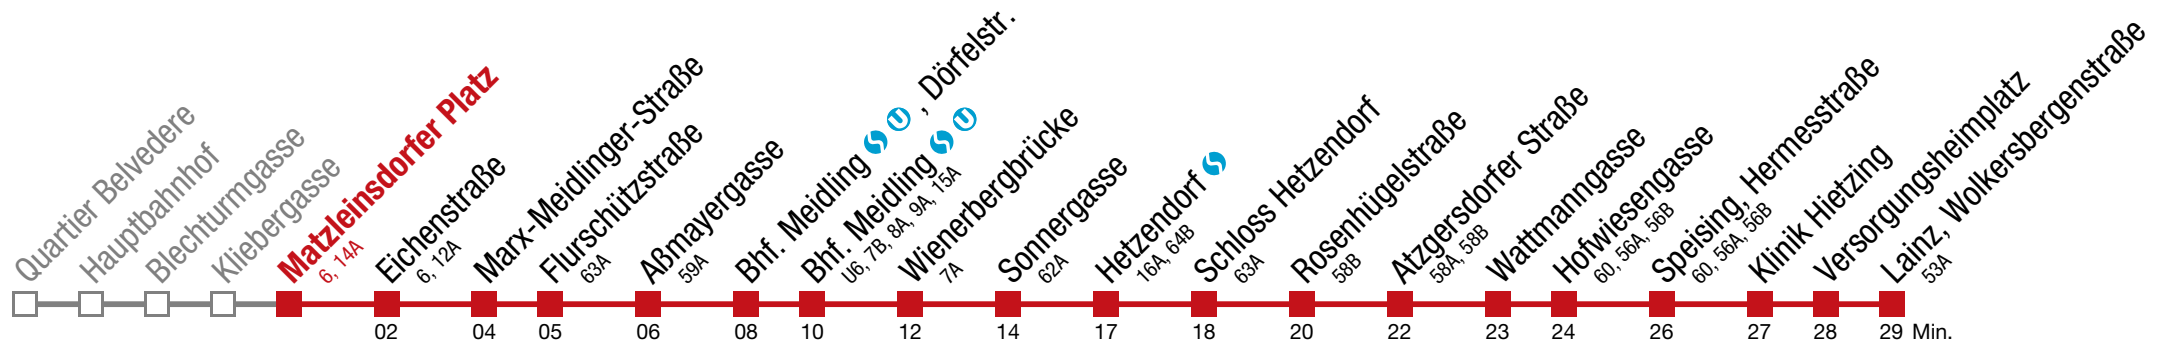 Quartier Belvedere
Hauptbahnhof
Blechturmgasse
Kliebergasse
Matzleinsdorfer Platz
6, 14A
Eichenstraße
6, 12A
Marx-Meidlinger-Straße
Flurschützstraße
63A
Aßmayergasse
59A
Bhf. Meidling S U , Dörfelstr.
Bhf. Meidling S U
U6, 7B, 8A, 9A, 15A
Wienerbergbrücke
7A
Sonnergasse
62A
Hetzendorf S
16A, 64B
Schloss Hetzendorf
63A
Rosenhügelstraße
58B
Atzgersdorfer Straße
58A, 58B
Wattmanngasse
Hofwiesengasse
60, 56A, 56B
Speising, Hermesstraße
60, 56A, 56B
Klinik Hietzing
Versorgungsheimplatz
Lainz, Wolkersbergenstraße
53A
02 04 05 06 08 10 12 14 17 18 20 22 23 24 26 27 28 29 Min.